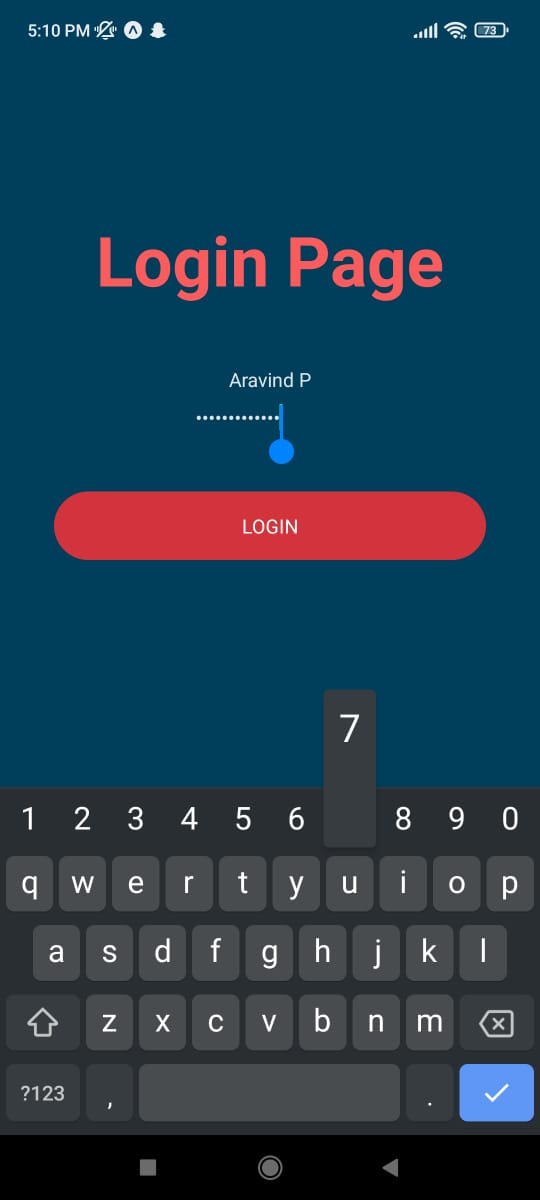 5:10 PM
73
Login Page
Aravind P
•••••••••••••
LOGIN
7
1 2 3 4 5 6 8 9 0
q w e r t y u i o p
a s d f g h j k l
z x c v b n m
?123 , .